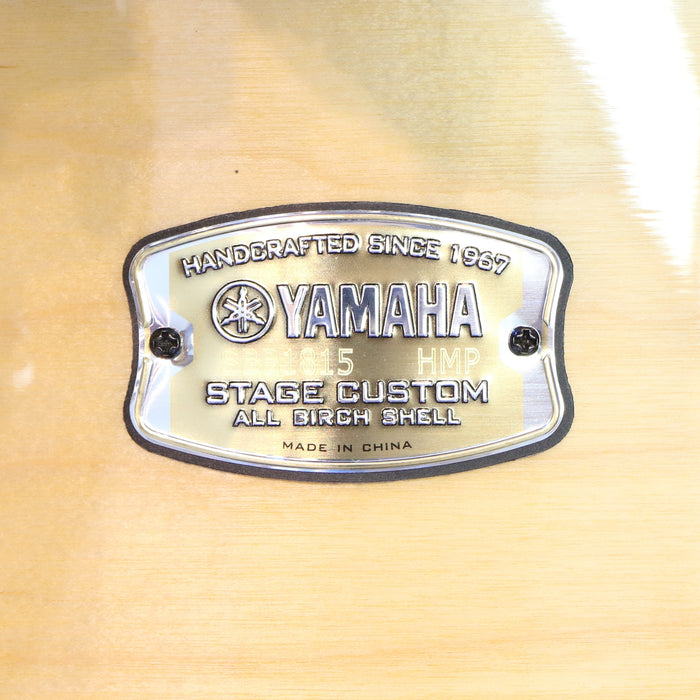 HANDCRAFTED SINCE 1967
YAMAHA
1815 HMP
STAGE CUSTOM
ALL BIRCH SHELL
MADE IN CHINA